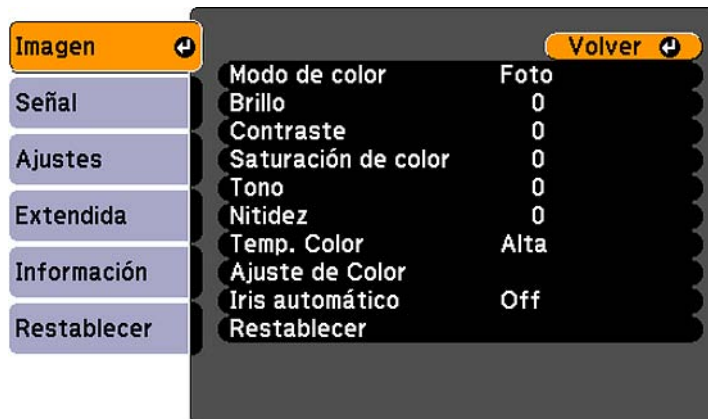 Imagen
Señal
Ajustes
Extendida
Información
Restablecer
Volver
Modo de color Foto
Brillo 0
Contraste 0
Saturación de color 0
Tono 0
Nitidez 0
Temp. Color Alta
Ajuste de Color
Iris automático Off
Restablecer